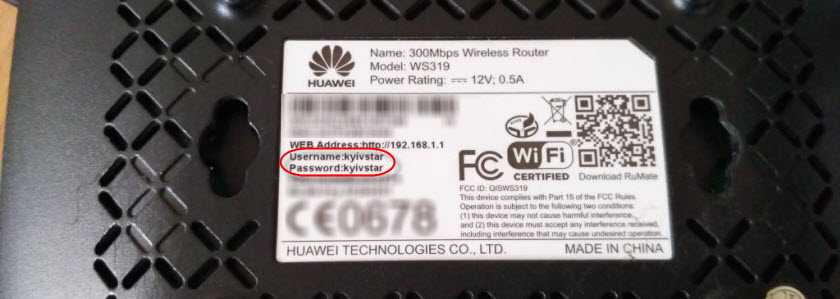 HUAWEI
Name: 300Mbps Wireless Router
Model: WS319
Power Rating: ⎓ 12V; 0.5A
WEB Address:http://192.168.1.1
Username:kyivstar
Password:kyivstar
CE0678
FC
Wi Fi
CERTIFIED
Download RuMate
FCC ID: QISWS319
This device complies with Part 15 of the FCC Rules.
Operation is subject to the following two conditions:
(1) this device may not cause harmful interference,
and (2) this device must accept any interference received,
including interference that may cause undesired operation.
HUAWEI TECHNOLOGIES CO., LTD.
MADE IN CHINA